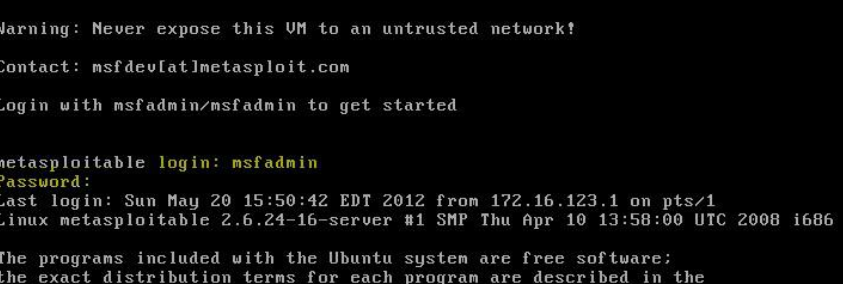 Warning: Never expose this VM to an untrusted network!
Contact: msfdev[at]metasploit.com
Login with msfadmin/msfadmin to get started
metasploitable login: msfadmin
Password:
Last login: Sun May 20 15:50:42 EDT 2012 from 172.16.123.1 on pts/1
Linux metasploitable 2.6.24-16-server #1 SMP Thu Apr 10 13:58:00 UTC 2008 i686
The programs included with the Ubuntu system are free software;
the exact distribution terms for each program are described in the